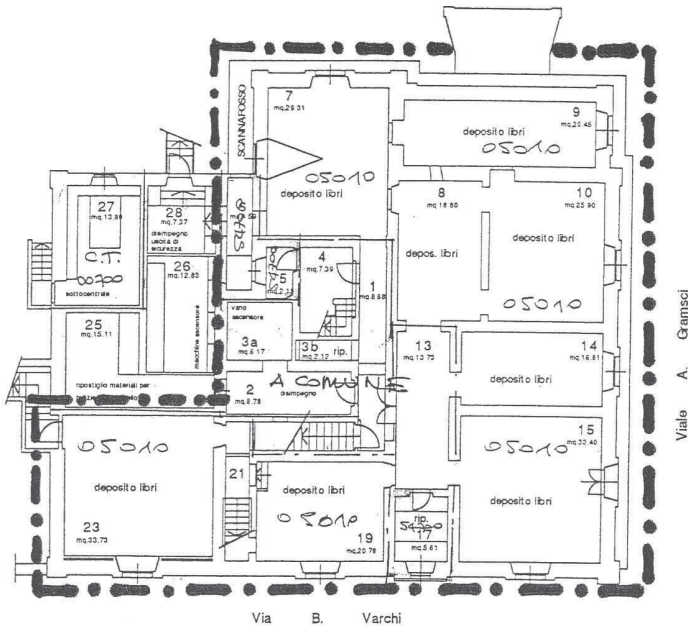 SCANNAFOSSO
7
mq.29.31
05010
deposito libri
9
mq.20.45
deposito libri
05010
8
mq.18.80
depos. libri
10
mq.25.90
deposito libri
05010
27
mq.13.89
C.T.
00700
sottocentrale
28
mq.7.37
disimpegno
uscita di
sicurezza
26
mq.12.83
macchine ascensore
25
mq.15.11
ripostiglio materiali per
5
4
mq.7.39
1
mq.8.68
vano
ascensore
3a
mq.6.17
3b
mq.2.12
rip.
2
mq.8.78
A COMUNE
disimpegno
13
mq.13.73
14
mq.16.81
deposito libri
15
mq.33.40
05010
deposito libri
05010
deposito libri
23
mq.33.73
21
deposito libri
05010
19
mq.20.78
rip.
17
mq.5.61
Viale A. Gramsci
Via B. Varchi